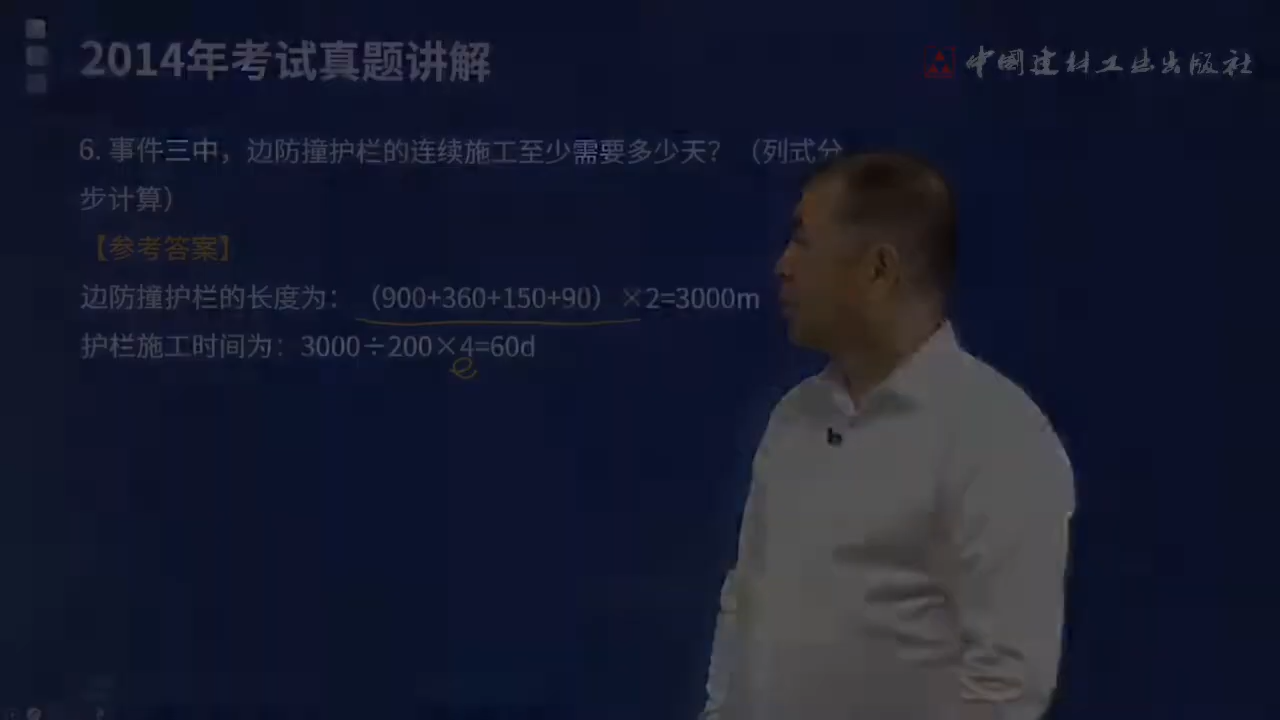 2014年考试真题讲解
中国建材工业出版社
6. 事件三中，边防撞护栏的连续施工至少需要多少天？（列式分
步计算）
【参考答案】
边防撞护栏的长度为：（900+360+150+90）×2=3000m
护栏施工时间为：3000÷200×4=60d